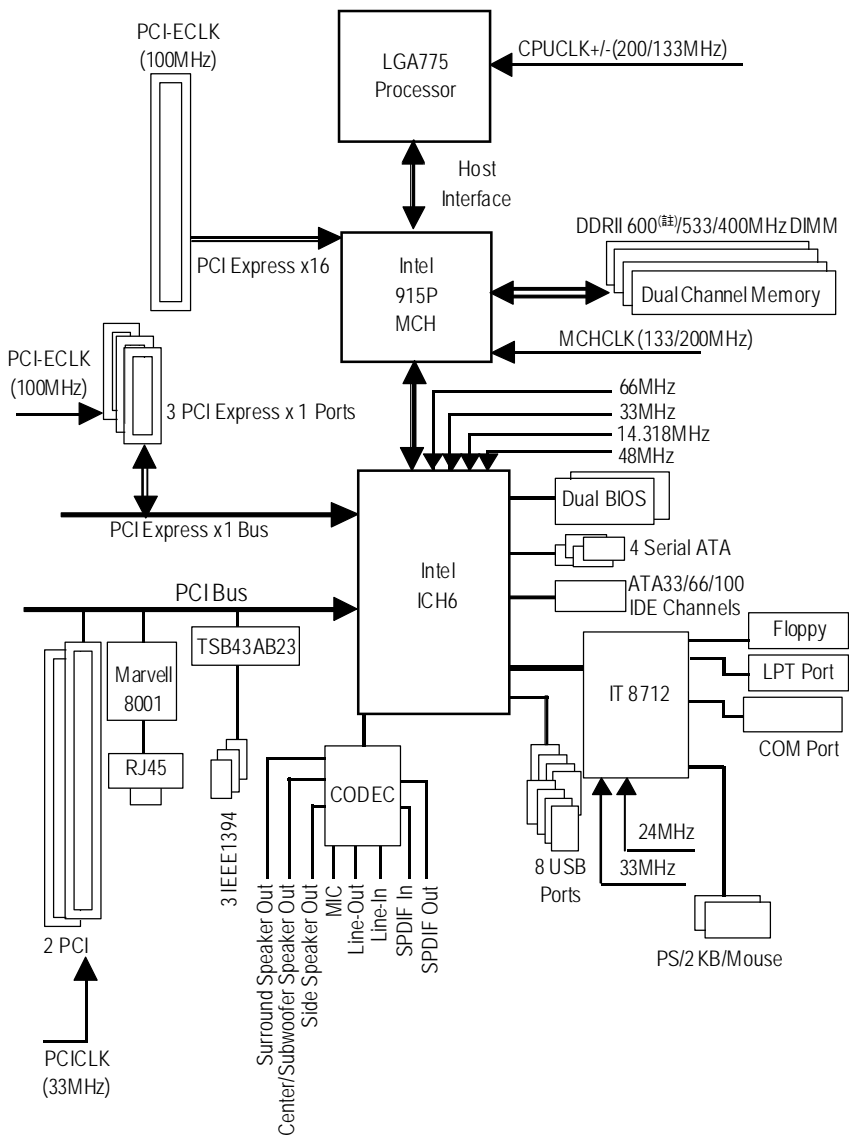 PCI-ECLK
(100MHz)
LGA775
Processor
CPUCLK+/-(200/133MHz)
Host
Interface
DDRII 600(註)/533/400MHz DIMM
PCI Express x16
Intel
915P
MCH
Dual Channel Memory
MCHCLK (133/200MHz)
PCI-ECLK
(100MHz)
3 PCI Express x 1 Ports
66MHz
33MHz
14.318MHz
48MHz
PCI Express x1 Bus
Dual BIOS
Intel
ICH6
4 Serial ATA
ATA33/66/100
IDE Channels
PCI Bus
TSB43AB23
Marvell
8001
RJ45
3 IEEE1394
CODEC
IT 8712
Floppy
LPT Port
COM Port
24MHz
33MHz
8 USB
Ports
PS/2 KB/Mouse
Surround Speaker Out
Center/Subwoofer Speaker Out
Side Speaker Out
MIC
Line-Out
Line-In
SPDIF In
SPDIF Out
2 PCI
PCICLK
(33MHz)